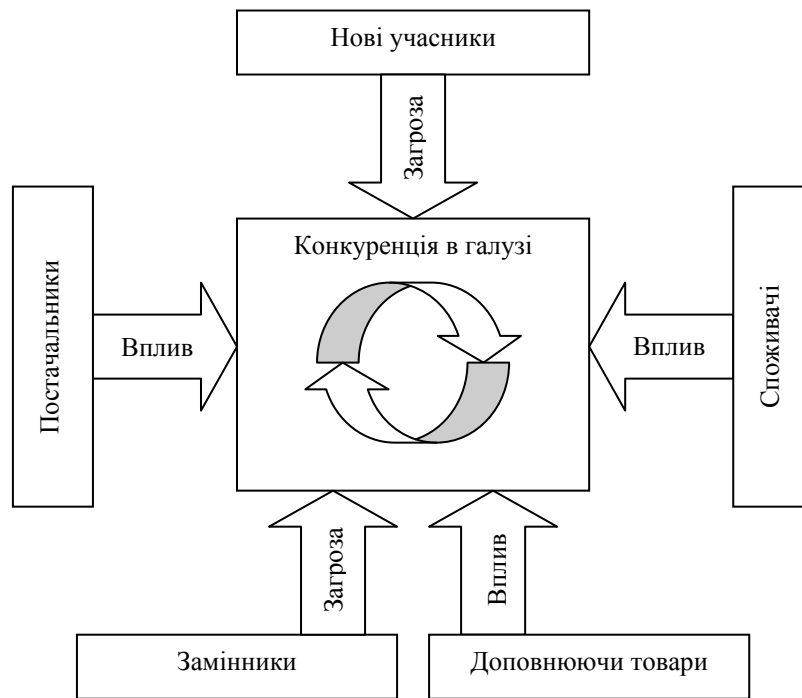 Нові учасники
Загроза
Конкуренція в галузі
Постачальники
Вплив
Вплив
Споживачі
Загроза
Вплив
Замінники
Доповнюючи товари